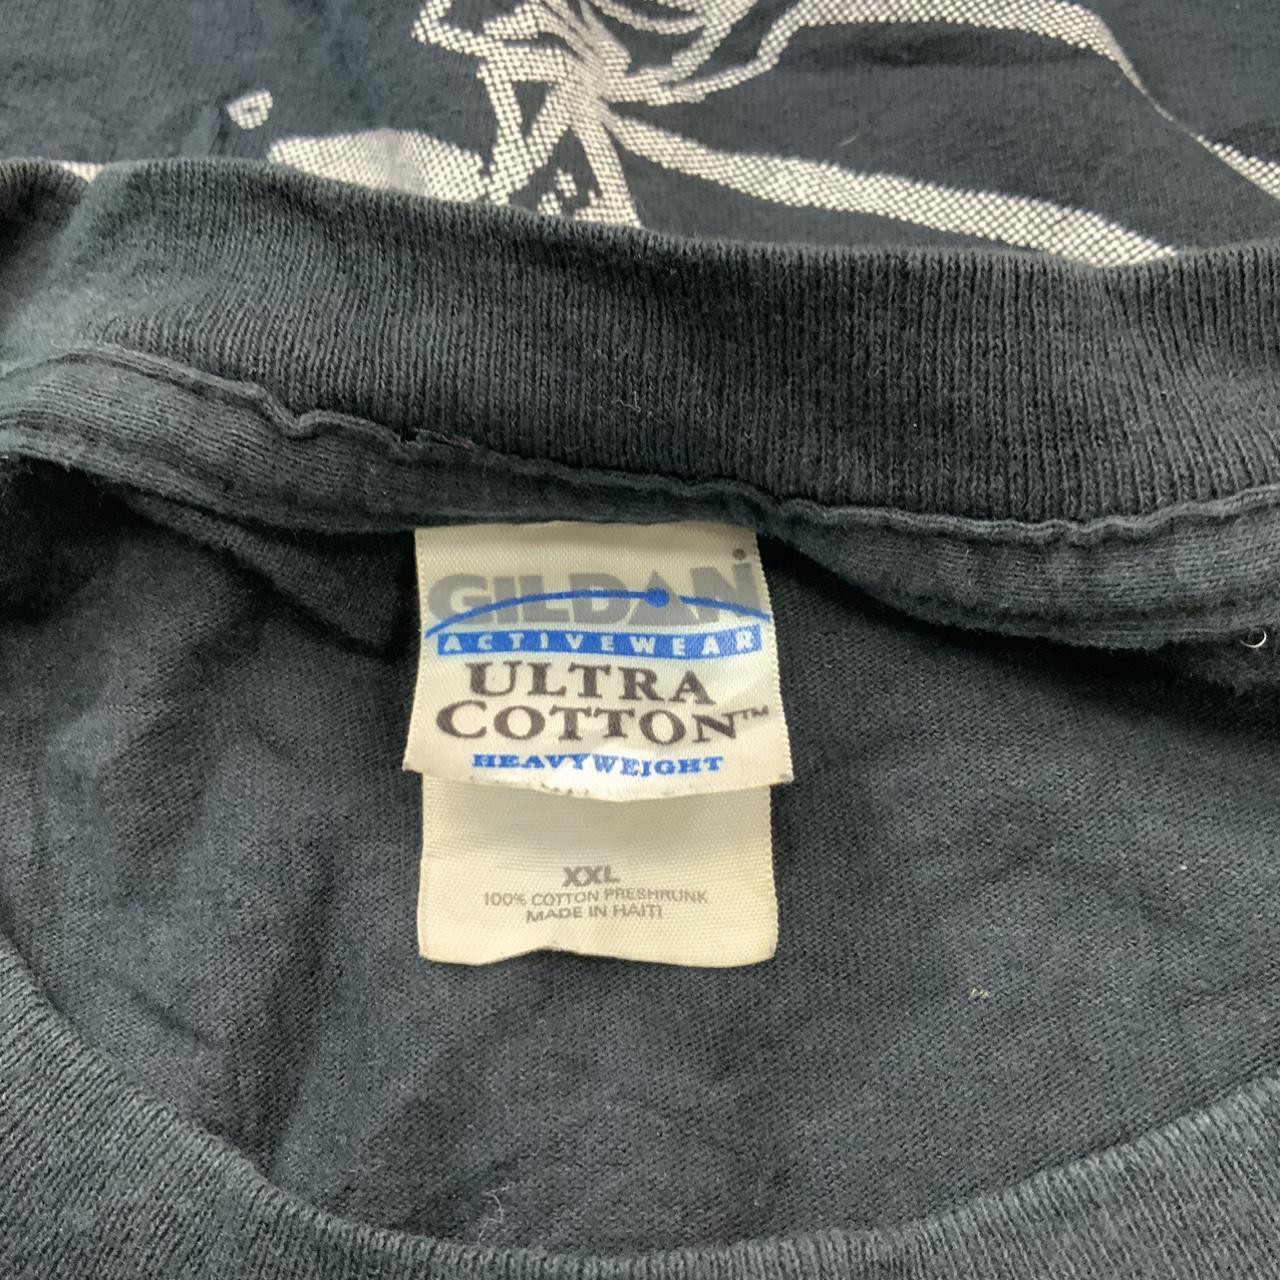 GILDAN
ACTIVEWEAR
ULTRA
COTTON™
HEAVYWEIGHT
XXL
100% COTTON PRESHRUNK
MADE IN HAITI